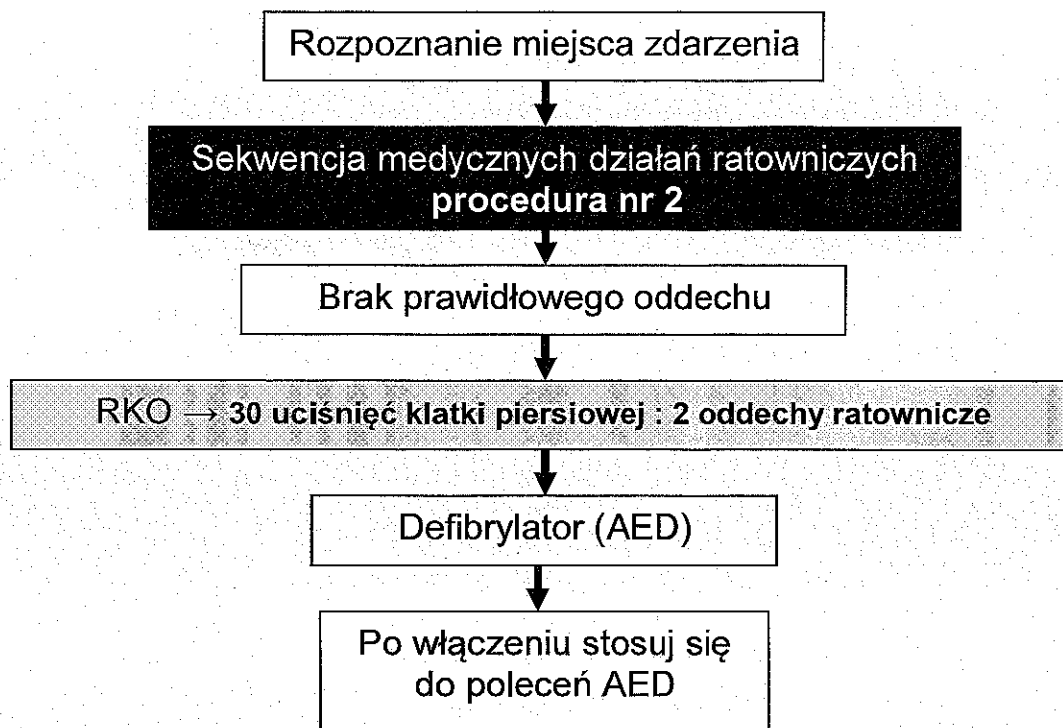 Rozpoznanie miejsca zdarzenia
Sekwencja medycznych działań ratowniczych
procedura nr 2
Brak prawidłowego oddechu
RKO → 30 uciśnięć klatki piersiowej : 2 oddechy ratownicze
Defibrylator (AED)
Po włączeniu stosuj się
do poleceń AED